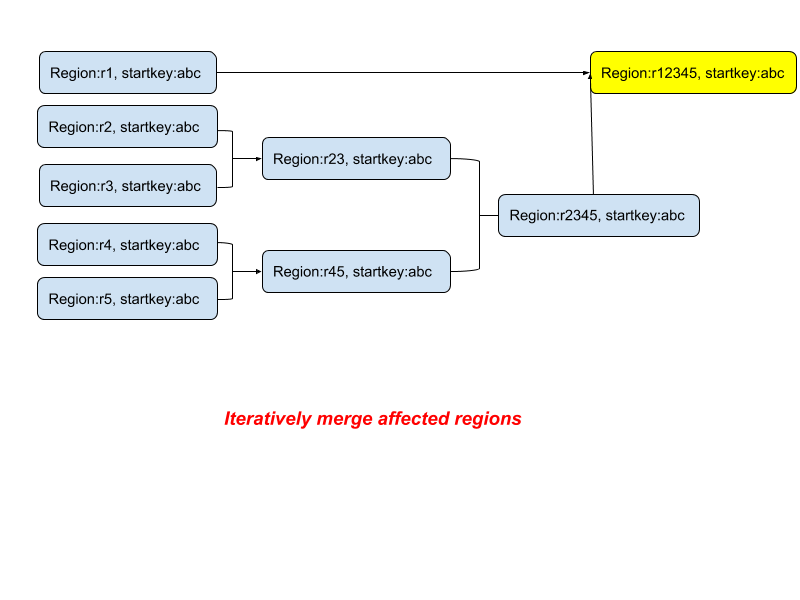 Region:r1, startkey:abc
Region:r12345, startkey:abc
Region:r2, startkey:abc
Region:r23, startkey:abc
Region:r3, startkey:abc
Region:r2345, startkey:abc
Region:r4, startkey:abc
Region:r45, startkey:abc
Region:r5, startkey:abc
Iteratively merge affected regions